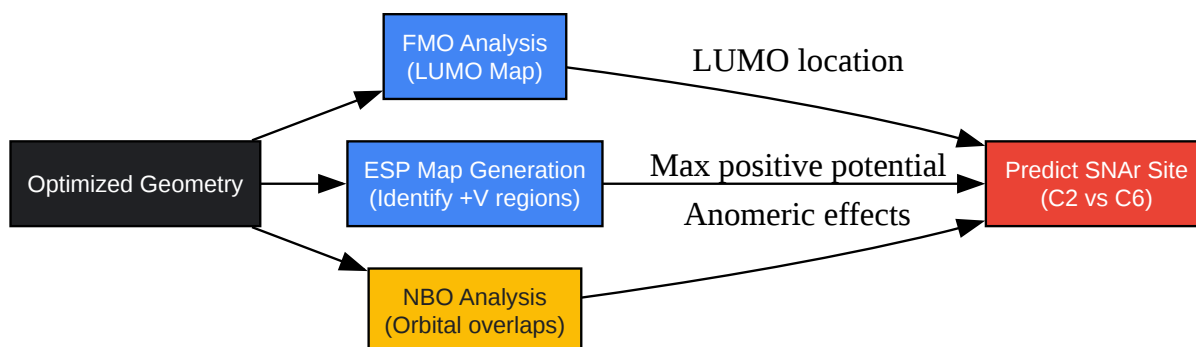 FMO Analysis
(LUMO Map)
LUMO location
Optimized Geometry
ESP Map Generation
(Identify +V regions)
Max positive potential
Predict SNAr Site
(C2 vs C6)
Anomeric effects
NBO Analysis
(Orbital overlaps)